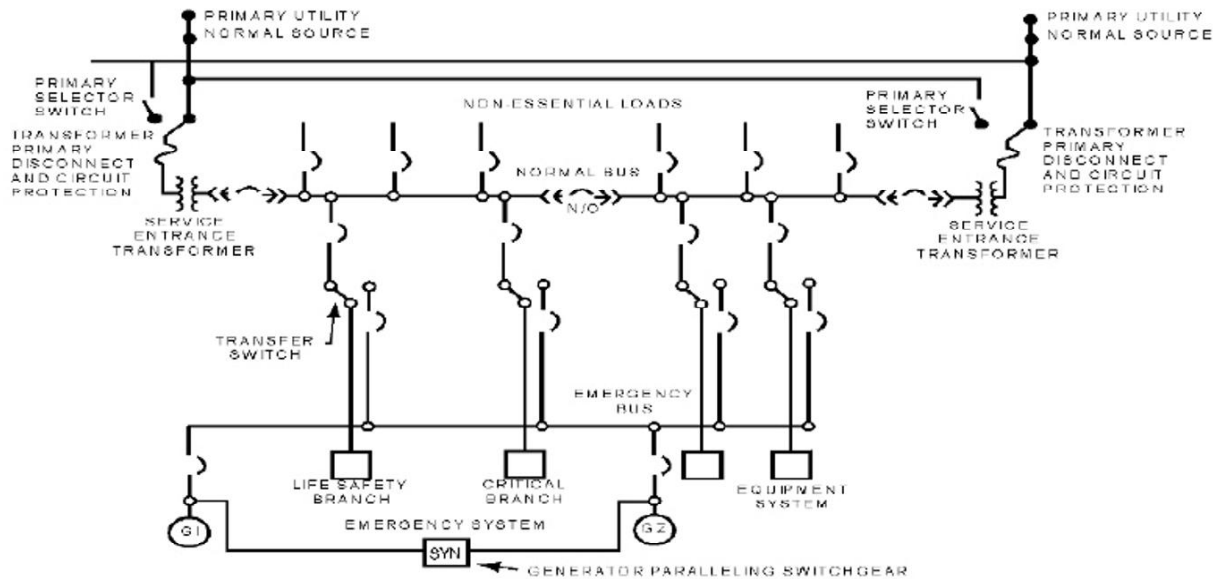 PRIMARY UTILITY
NORMAL SOURCE
PRIMARY UTILITY
NORMAL SOURCE
PRIMARY
SELECTOR
SWITCH
NON-ESSENTIAL LOADS
PRIMARY
SELECTOR
SWITCH
TRANSFORMER
PRIMARY
DISCONNECT
AND CIRCUIT
PROTECTION
TRANSFORMER
PRIMARY
DISCONNECT
AND CIRCUIT
PROTECTION
NORMAL BUS
N/O
SERVICE
ENTRANCE
TRANSFORMER
SERVICE
ENTRANCE
TRANSFORMER
TRANSFER
SWITCH
EMERGENCY
BUS
LIFE SAFETY
BRANCH
CRITICAL
BRANCH
EQUIPMENT
SYSTEM
G1
EMERGENCY SYSTEM
G2
SYN
GENERATOR PARALLELING SWITCHGEAR